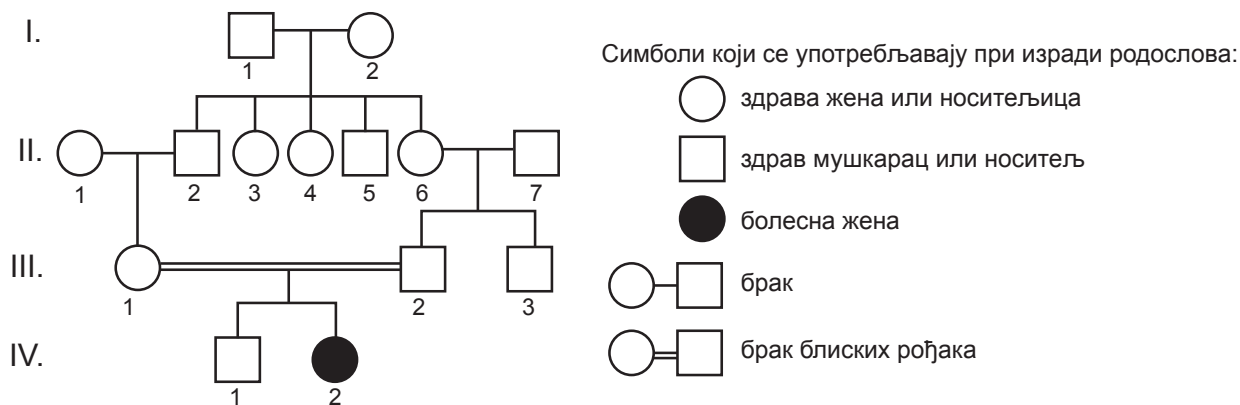 I.
1
2
II.
1
2
3
4
5
6
7
III.
1
2
3
IV.
1
2
Симболи који се употребљавају при изради родослова:
здрава жена или носитељица
здрав мушкарац или носитељ
болесна жена
брак
брак блиских рођака